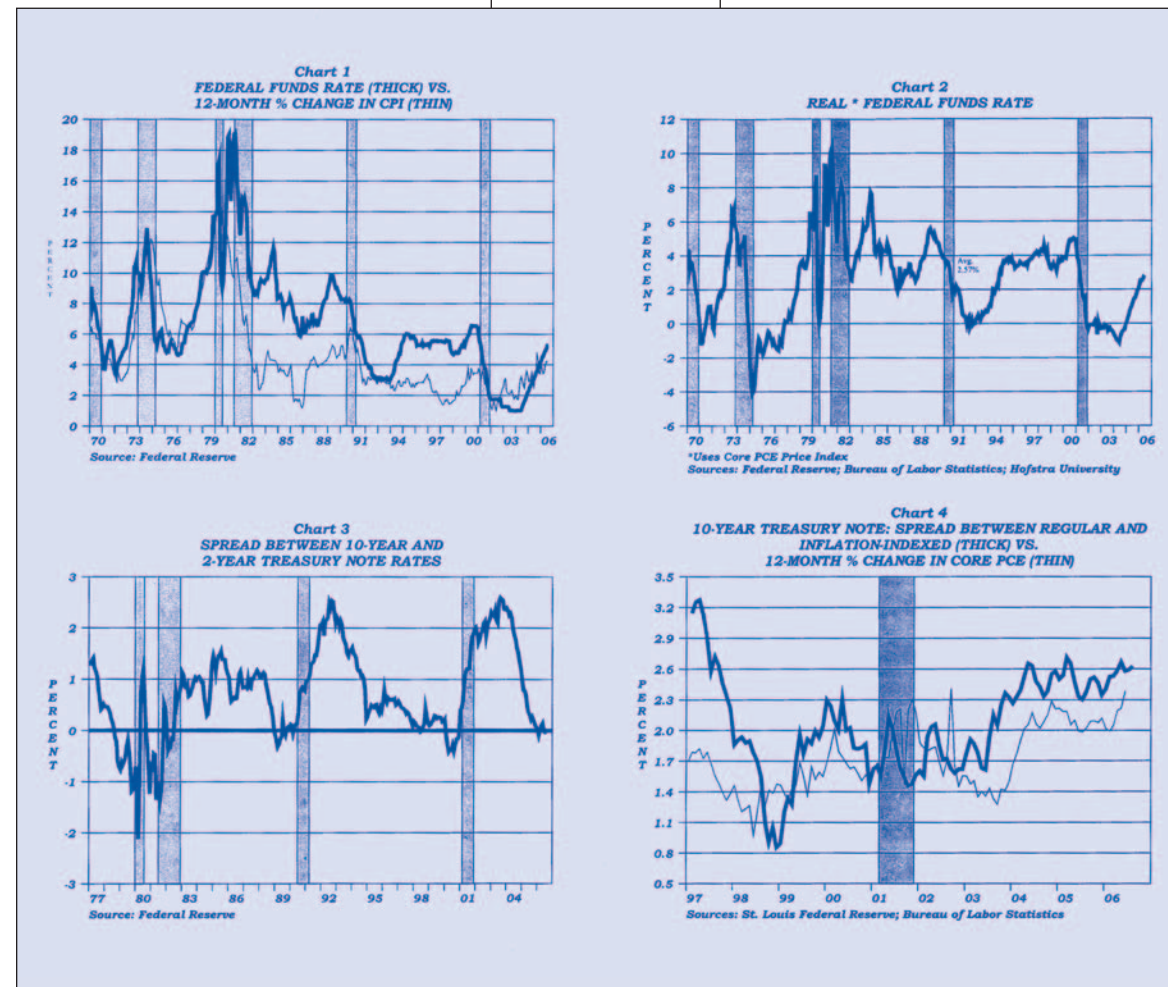 Chart 1
FEDERAL FUNDS RATE (THICK) VS.
12-MONTH % CHANGE IN CPI (THIN)
20
18
16
14
12
10
8
6
4
2
0
PERCENT
70 73 76 79 82 85 88 91 94 97 00 03 06
Source: Federal Reserve
Chart 2
REAL * FEDERAL FUNDS RATE
12
10
8
6
4
2
0
-2
-4
-6
PERCENT
Avg.
2.57%
70 73 76 79 82 85 88 91 94 97 00 03 06
*Uses Core PCE Price Index
Sources: Federal Reserve; Bureau of Labor Statistics; Hofstra University
Chart 3
SPREAD BETWEEN 10-YEAR AND
2-YEAR TREASURY NOTE RATES
3
2
1
0
-1
-2
-3
PERCENT
77 80 83 86 89 92 95 98 01 04
Source: Federal Reserve
Chart 4
10-YEAR TREASURY NOTE: SPREAD BETWEEN REGULAR AND
INFLATION-INDEXED (THICK) VS.
12-MONTH % CHANGE IN CORE PCE (THIN)
3.5
3.2
2.9
2.6
2.3
2.0
1.7
1.4
1.1
0.8
0.5
PERCENT
97 98 99 00 01 02 03 04 05 06
Sources: St. Louis Federal Reserve; Bureau of Labor Statistics